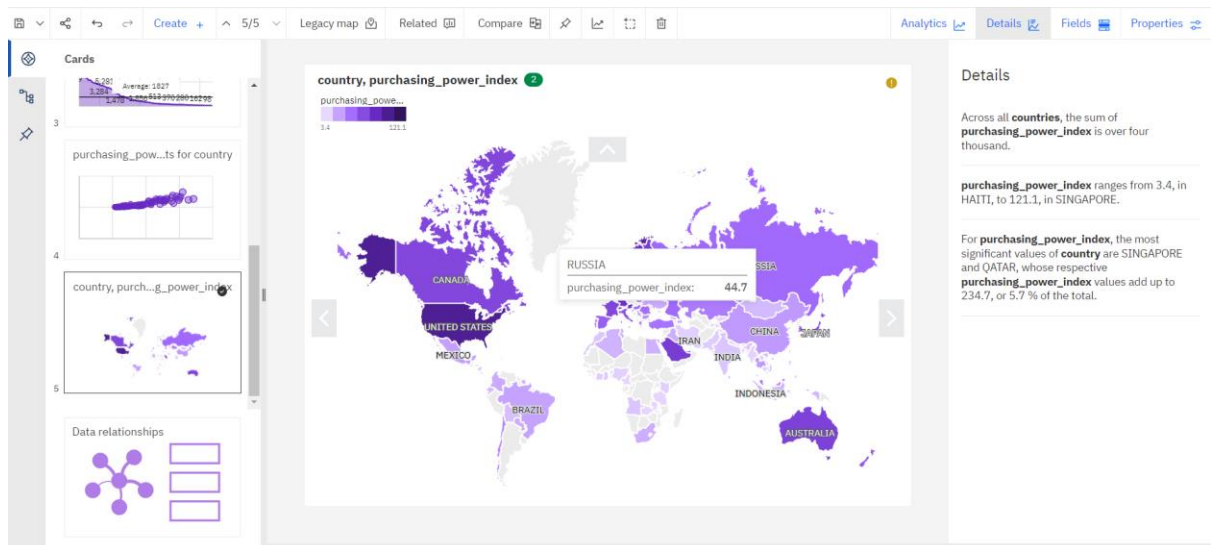 Create +
5/5
Legacy map
Related
Compare
Analytics
Details
Fields
Properties
Cards
5,281
Average: 1827
3,284
3
purchasing_pow...ts for country
4
country, purch...g_power_index
5
Data relationships
country, purchasing_power_index 2
purchasing_powe...
3.4 121.1
CANADA
UNITED STATES
MEXICO
BRAZIL
RUSSIA
purchasing_power_index: 44.7
SSIA
CHINA
JAPAN
IRAN
INDIA
INDONESIA
AUSTRALIA
Details
Across all countries, the sum of
purchasing_power_index is over four
thousand.
purchasing_power_index ranges from 3.4, in
HAITI, to 121.1, in SINGAPORE.
For purchasing_power_index, the most
significant values of country are SINGAPORE
and QATAR, whose respective
purchasing_power_index values add up to
234.7, or 5.7 % of the total.